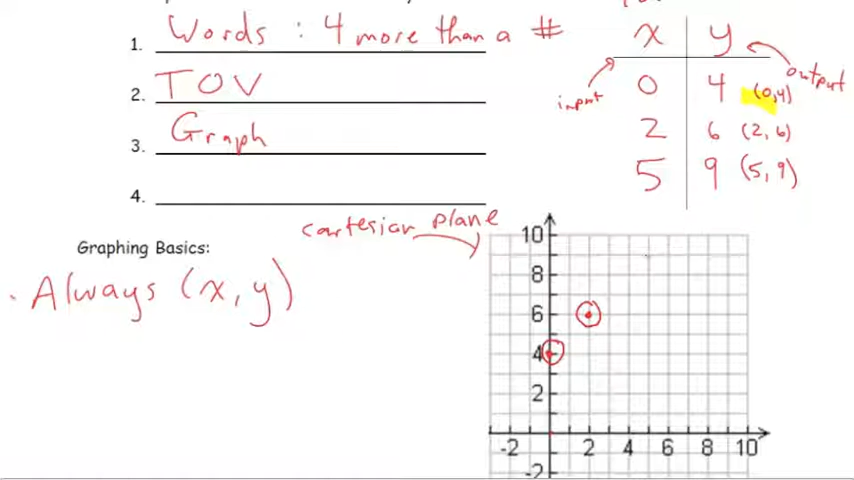 1. Words : 4 more than a #
2. TOV
3. Graph
4.
x y
output
input
0 4 (0,4)
2 6 (2,6)
5 9 (5,9)
cartesian plane
Graphing Basics:
· Always (x,y)
10
8
6
4
2
-2 2 4 6 8 10
-2